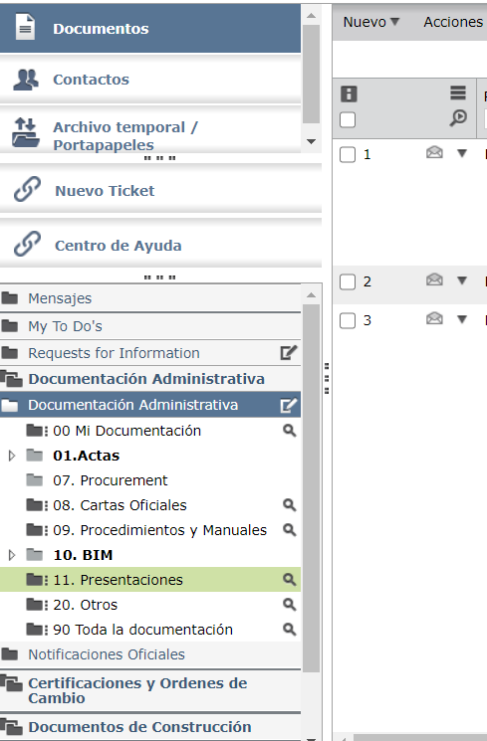 Documentos
Contactos
Archivo temporal /
Portapapeles
Nuevo Ticket
Centro de Ayuda
Mensajes
My To Do's
Requests for Information
Documentación Administrativa
Documentación Administrativa
00 Mi Documentación
01.Actas
07. Procurement
08. Cartas Oficiales
09. Procedimientos y Manuales
10. BIM
11. Presentaciones
20. Otros
90 Toda la documentación
Notificaciones Oficiales
Certificaciones y Ordenes de
Cambio
Documentos de Construcción
Nuevo Acciones
1
2
3